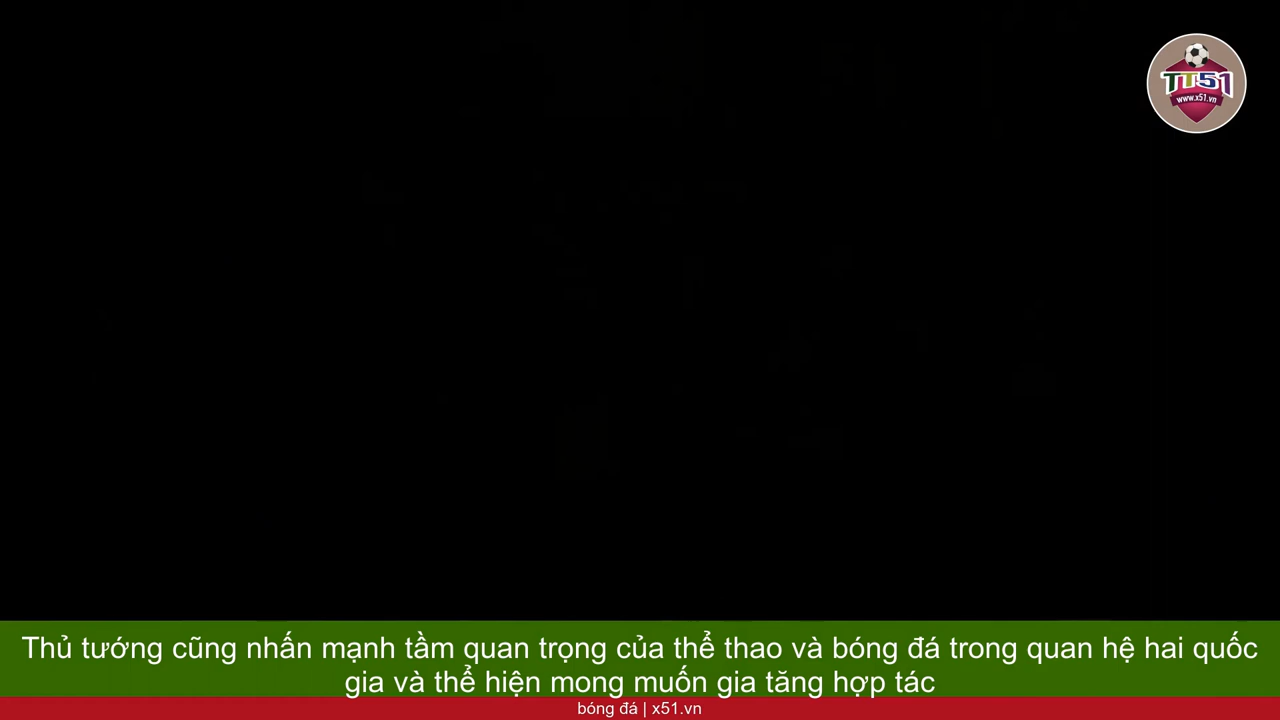 TT51
www.x51.vn
Thủ tướng cũng nhấn mạnh tầm quan trọng của thể thao và bóng đá trong quan hệ hai quốc
gia và thể hiện mong muốn gia tăng hợp tác
bóng đá | x51.vn